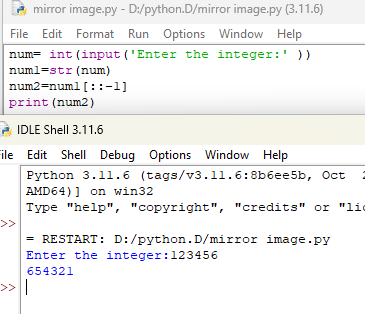 mirror image.py - D:/python.D/mirror image.py (3.11.6)
File Edit Format Run Options Window Help
num= int(input('Enter the integer:' ))
num1=str(num)
num2=num1[::-1]
print(num2)
IDLE Shell 3.11.6
File Edit Shell Debug Options Window Help
Python 3.11.6 (tags/v3.11.6:8b6ee5b, Oct 2
AMD64)] on win32
Type "help", "copyright", "credits" or "li
>>
= RESTART: D:/python.D/mirror image.py
Enter the integer:123456
654321
>>